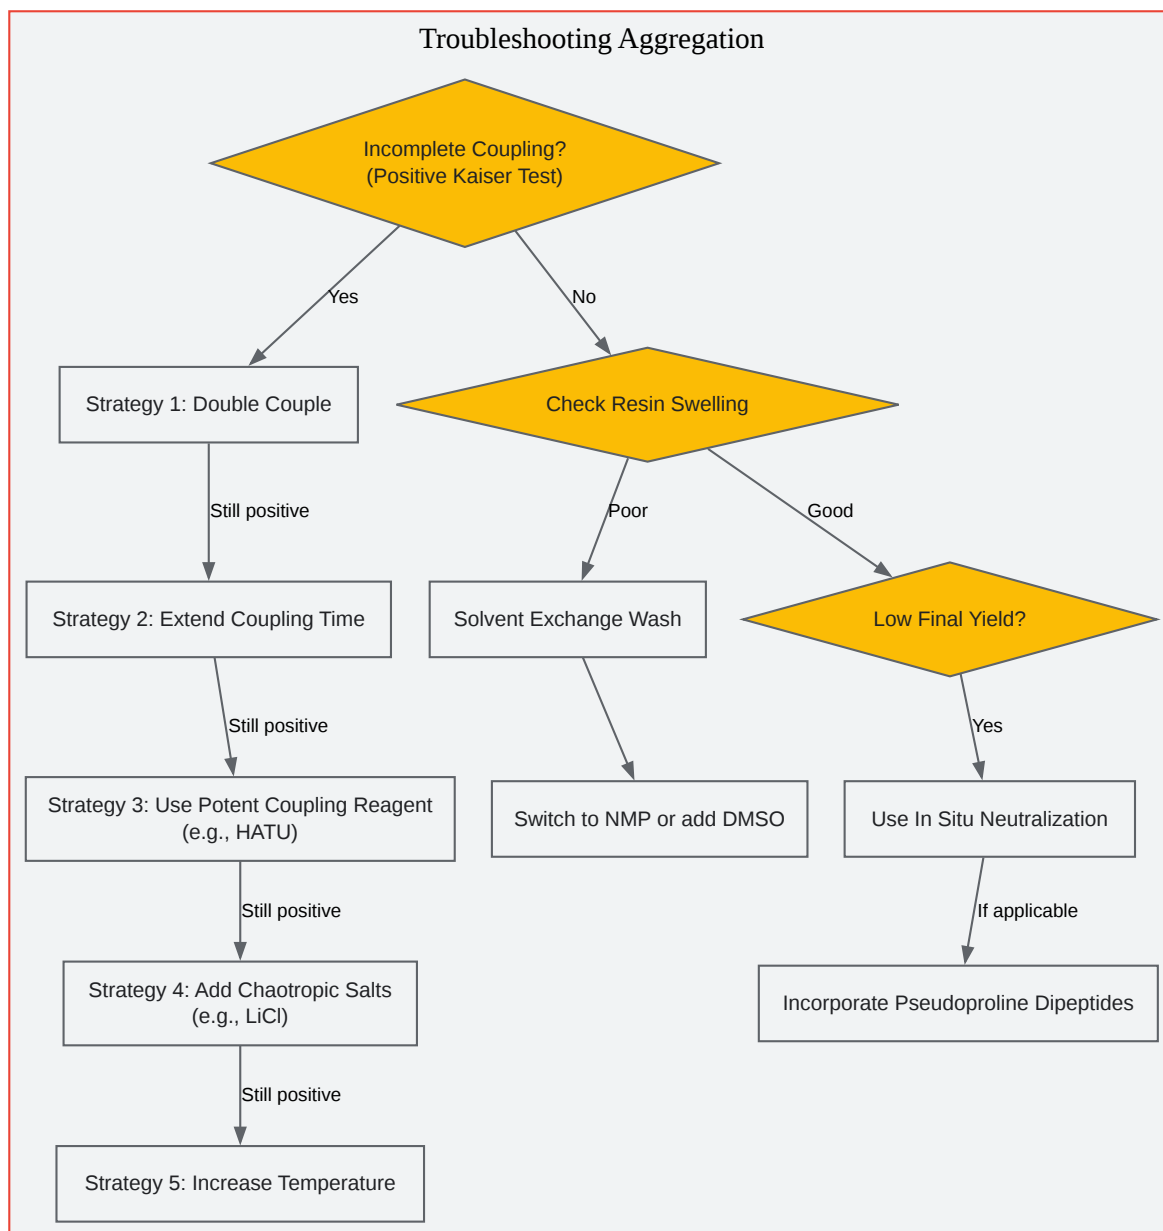 Troubleshooting Aggregation
Incomplete Coupling?
(Positive Kaiser Test)
Yes
No
Strategy 1: Double Couple
Check Resin Swelling
Still positive
Poor
Good
Strategy 2: Extend Coupling Time
Solvent Exchange Wash
Low Final Yield?
Still positive
Yes
Strategy 3: Use Potent Coupling Reagent
(e.g., HATU)
Switch to NMP or add DMSO
Use In Situ Neutralization
Still positive
If applicable
Strategy 4: Add Chaotropic Salts
(e.g., LiCl)
Incorporate Pseudoproline Dipeptides
Still positive
Strategy 5: Increase Temperature